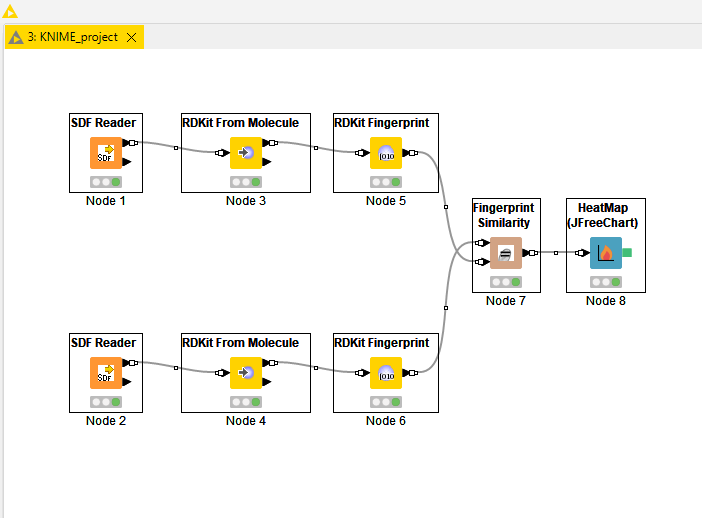 3: KNIME_project
SDF Reader
SDF
Node 1
RDKit From Molecule
Node 3
RDKit Fingerprint
[010
Node 5
Fingerprint
Similarity
Node 7
HeatMap
(JFreeChart)
Node 8
SDF Reader
SDF
Node 2
RDKit From Molecule
Node 4
RDKit Fingerprint
[010
Node 6